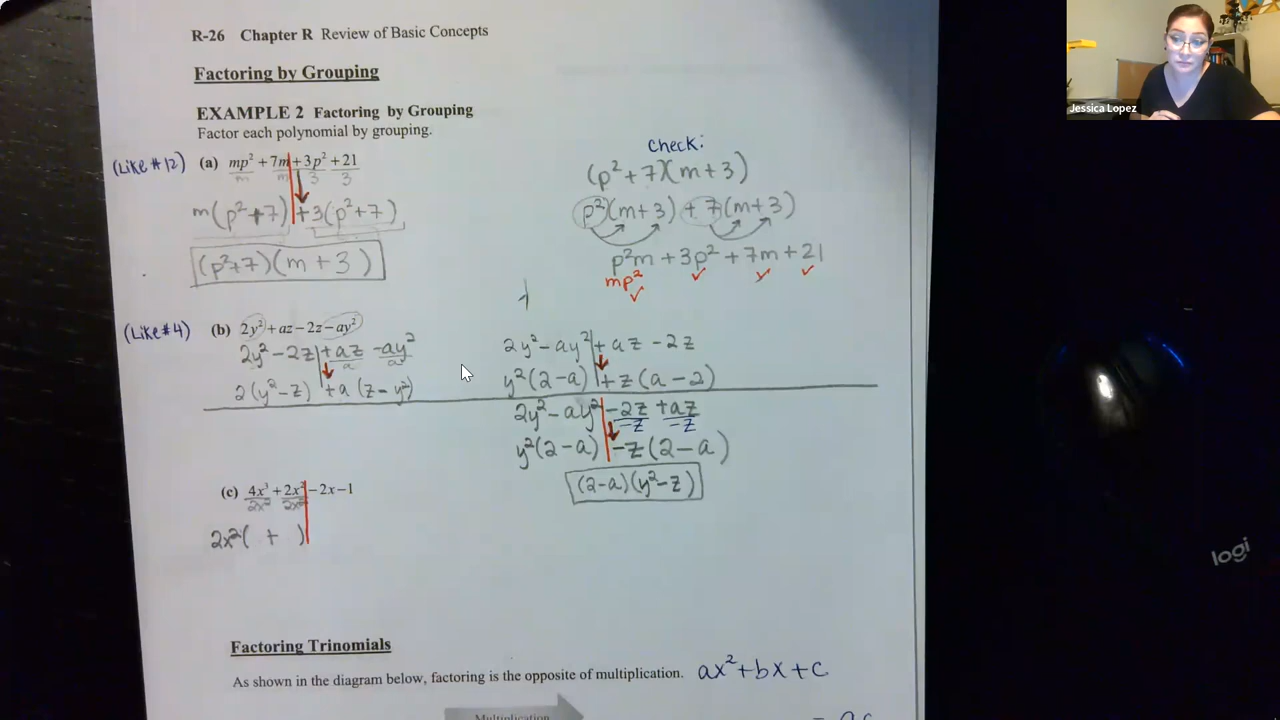 R-26 Chapter R Review of Basic Concepts
Jessica Lopez
Factoring by Grouping
EXAMPLE 2 Factoring by Grouping
Factor each polynomial by grouping.
(Like #12) (a) mp² + 7m + 3p² + 21
m m 3 3
m(p² + 7) + 3(p² + 7)
(p² + 7)(m + 3)
Check:
(p² + 7)(m + 3)
p²(m + 3) + 7(m + 3)
p²m + 3p² + 7m + 21
mp² ✓ ✓ ✓
✓
(Like #4) (b) 2y² + az − 2z − ay²
2y² − 2z + az − ay²
a a
2(y² − z) + a(z − y²)
2y² − ay² + az − 2z
y²(2 − a) + z(a − 2)
2y² − ay² − 2z + az
−z −z
y²(2 − a) − z(2 − a)
(2 − a)(y² − z)
(c) 4x³ + 2x² − 2x − 1
2x² 2x²
2x²( + )
logi
Factoring Trinomials
As shown in the diagram below, factoring is the opposite of multiplication. ax² + bx + c
Multiplication
= ac